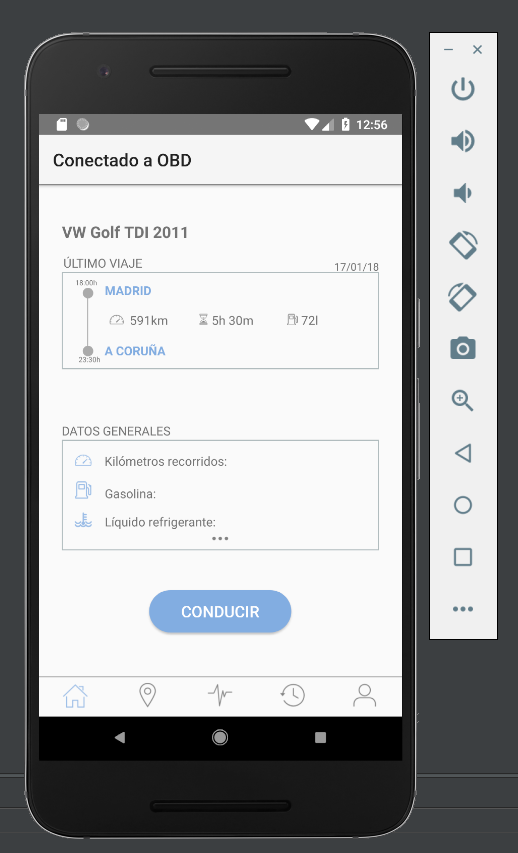 12:56
Conectado a OBD
VW Golf TDI 2011
ÚLTIMO VIAJE 17/01/18
18:00h MADRID
591km 5h 30m 72l
23:30h A CORUÑA
DATOS GENERALES
Kilómetros recorridos:
Gasolina:
Líquido refrigerante:
CONDUCIR